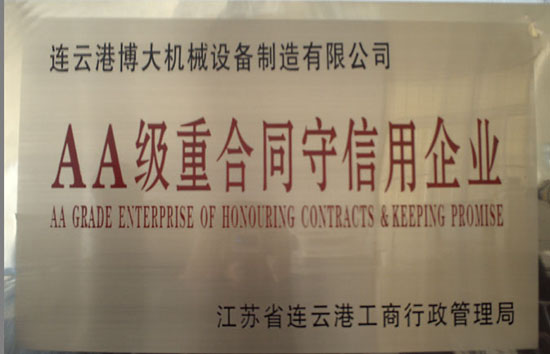 连云港博大机械设备制造有限公司
AA级重合同守信用企业
AA GRADE ENTERPRISE OF HONOURING CONTRACTS & KEEPING PROMISE
江苏省连云港工商行政管理局